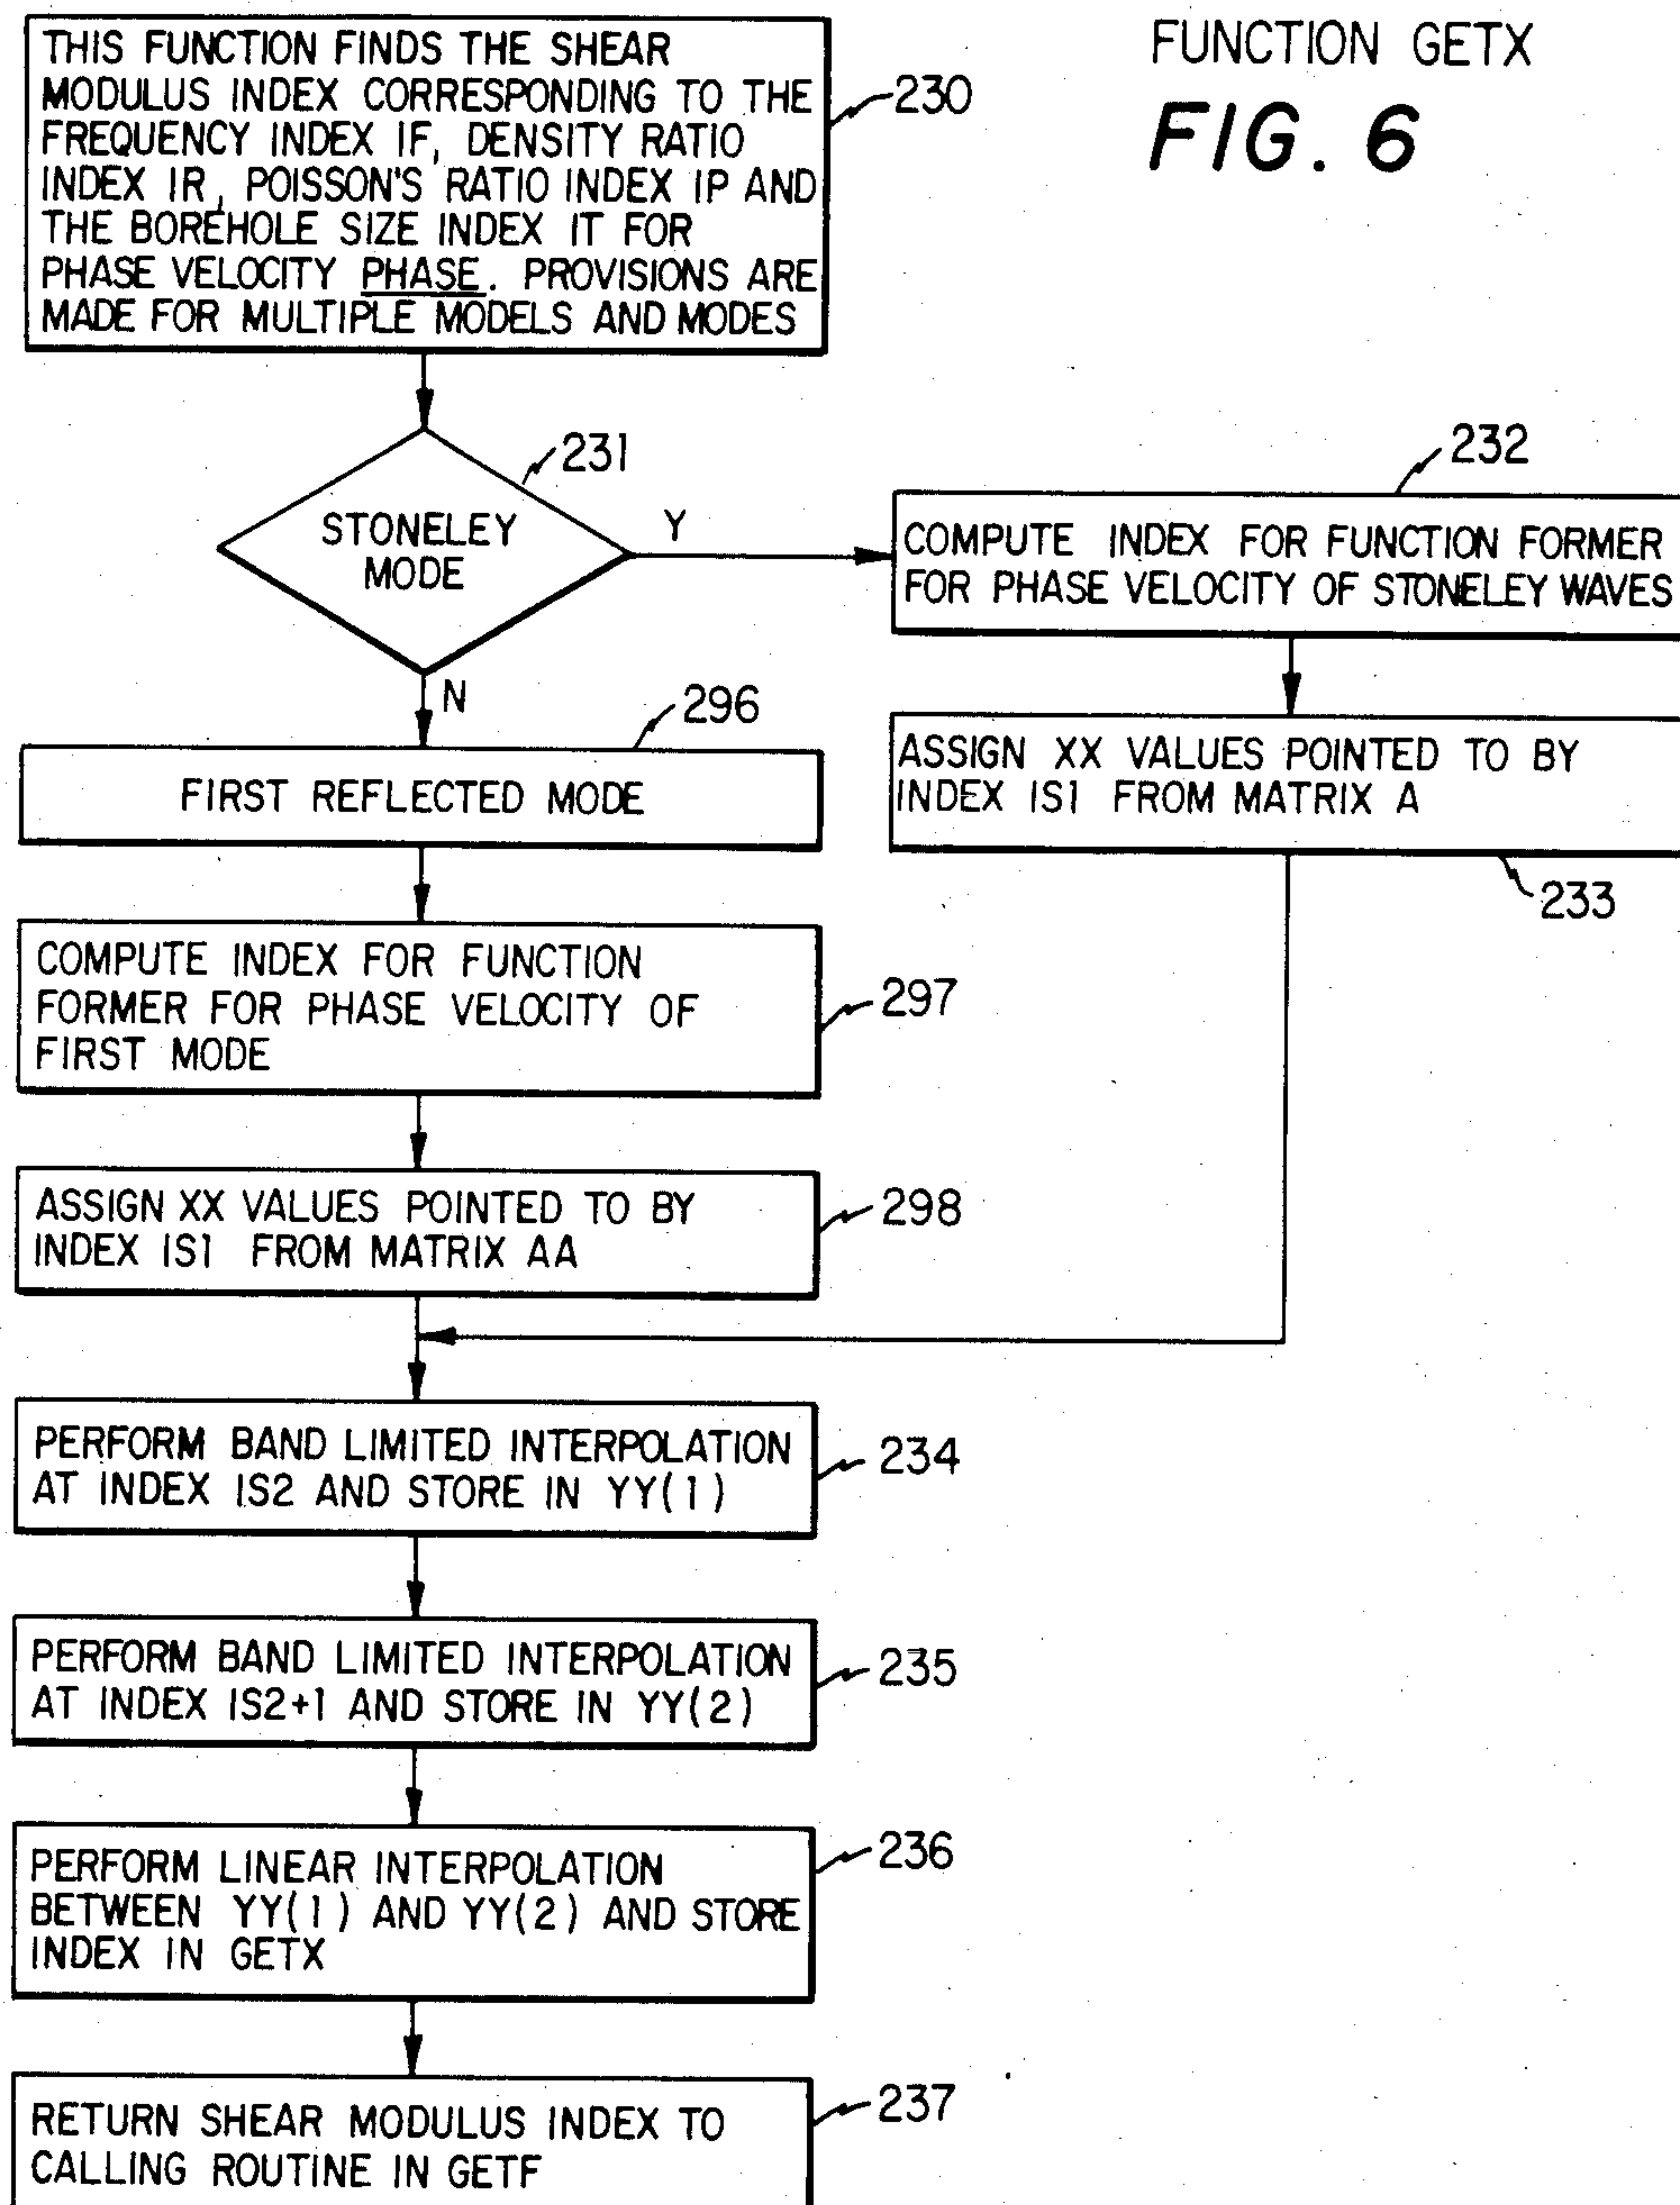 FUNCTION GETX
FIG. 6
THIS FUNCTION FINDS THE SHEAR
MODULUS INDEX CORRESPONDING TO THE
FREQUENCY INDEX IF, DENSITY RATIO
INDEX IR, POISSON'S RATIO INDEX IP AND
THE BOREHOLE SIZE INDEX IT FOR
PHASE VELOCITY PHASE. PROVISIONS ARE
MADE FOR MULTIPLE MODELS AND MODES
230
STONELEY
MODE
231
Y
N
232
COMPUTE INDEX FOR FUNCTION FORMER
FOR PHASE VELOCITY OF STONELEY WAVES
ASSIGN XX VALUES POINTED TO BY
INDEX IS1 FROM MATRIX A
233
296
FIRST REFLECTED MODE
COMPUTE INDEX FOR FUNCTION
FORMER FOR PHASE VELOCITY OF
FIRST MODE
297
ASSIGN XX VALUES POINTED TO BY
INDEX IS1 FROM MATRIX AA
298
PERFORM BAND LIMITED INTERPOLATION
AT INDEX IS2 AND STORE IN YY(1)
234
PERFORM BAND LIMITED INTERPOLATION
AT INDEX IS2+1 AND STORE IN YY(2)
235
PERFORM LINEAR INTERPOLATION
BETWEEN YY(1) AND YY(2) AND STORE
INDEX IN GETX
236
RETURN SHEAR MODULUS INDEX TO
CALLING ROUTINE IN GETF
237